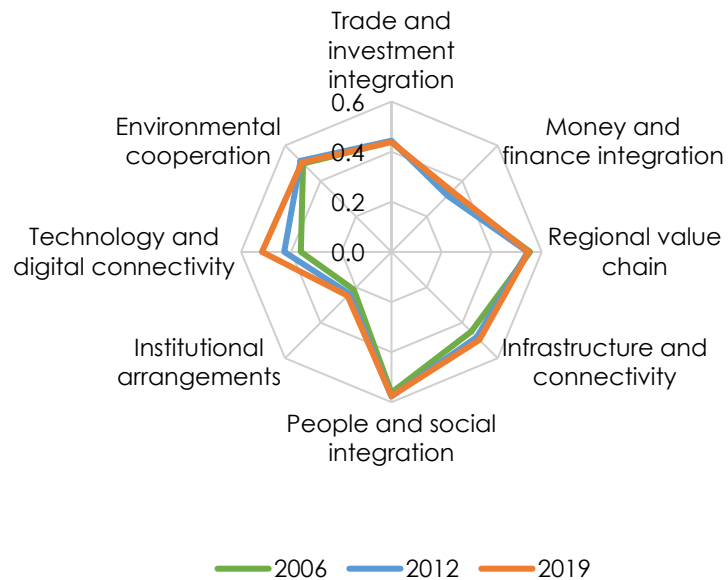 Trade and
investment
integration
0.6
Environmental
cooperation
0.4
Money and
finance integration
0.2
Technology and
digital connectivity
0.0
Regional value
chain
Institutional
arrangements
Infrastructure and
connectivity
People and social
integration
2006 2012 2019